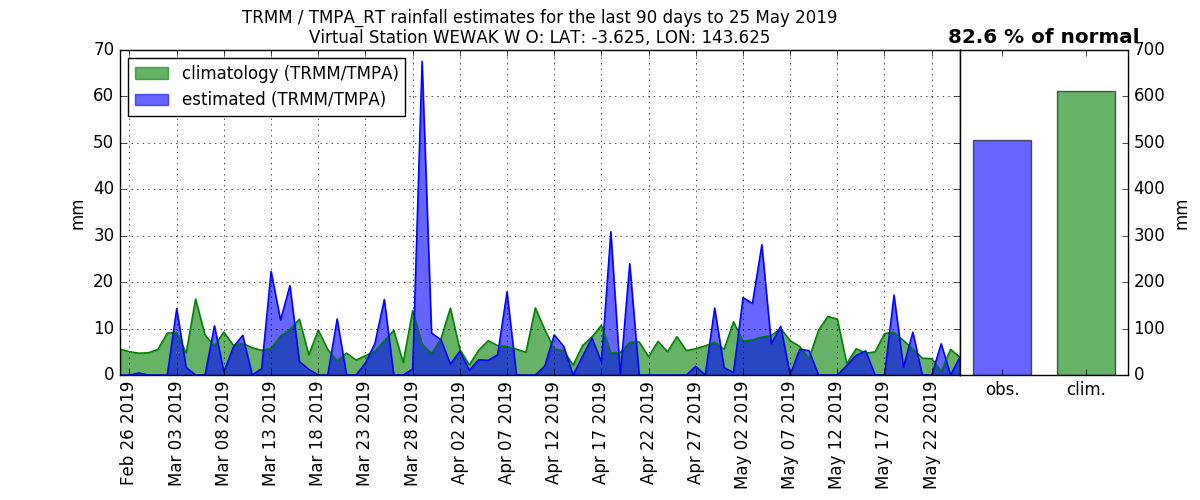 TRMM / TMPA_RT rainfall estimates for the last 90 days to 25 May 2019
Virtual Station WEWAK W O: LAT: -3.625, LON: 143.625
82.6 % of normal
climatology (TRMM/TMPA)
estimated (TRMM/TMPA)
70
60
50
40
30
20
10
0
mm
Feb 26 2019
Mar 03 2019
Mar 08 2019
Mar 13 2019
Mar 18 2019
Mar 23 2019
Mar 28 2019
Apr 02 2019
Apr 07 2019
Apr 12 2019
Apr 17 2019
Apr 22 2019
Apr 27 2019
May 02 2019
May 07 2019
May 12 2019
May 17 2019
May 22 2019
obs.
clim.
700
600
500
400
300
200
100
0
mm